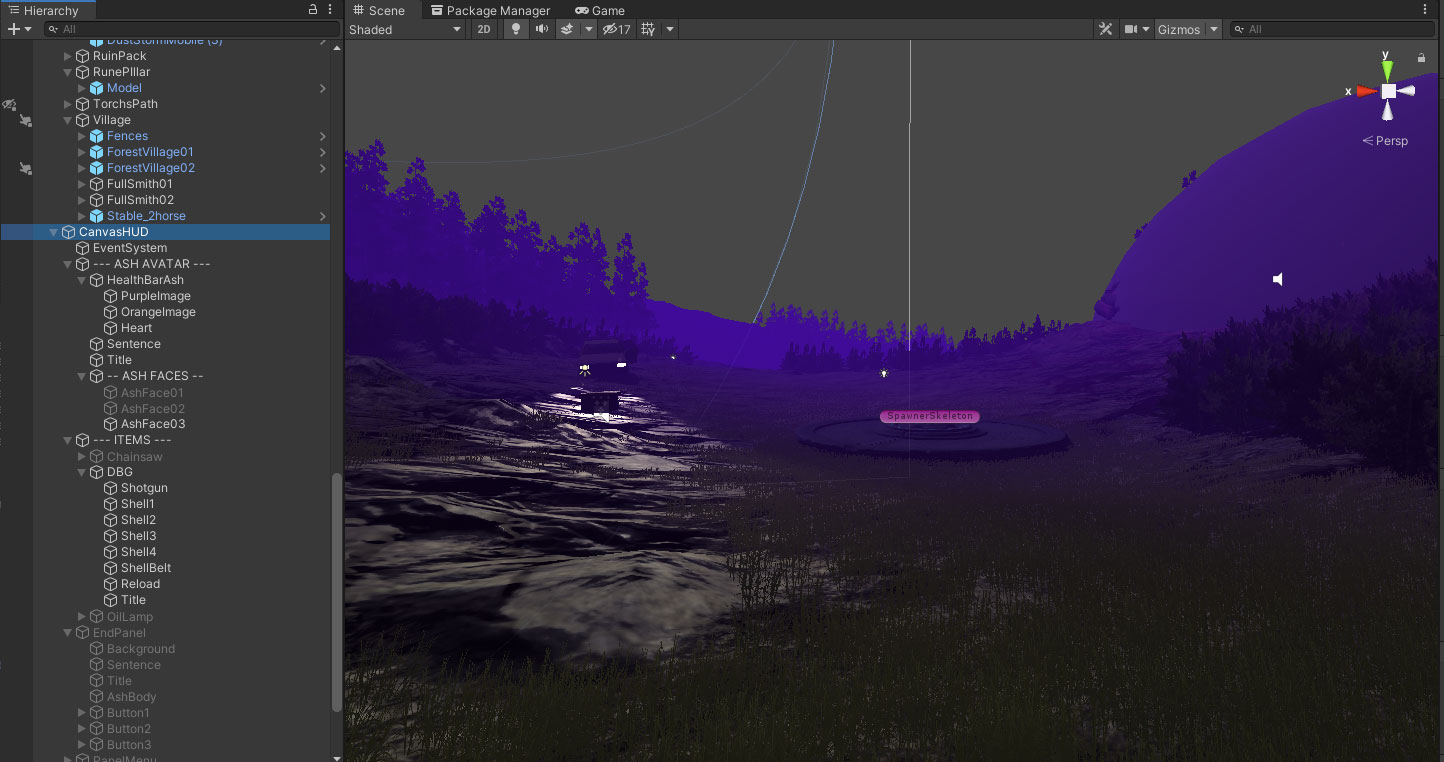 Hierarchy
All
DustStormMobile (3)
RuinPack
RunePIllar
Model
TorchsPath
Village
Fences
ForestVillage01
ForestVillage02
FullSmith01
FullSmith02
Stable_2horse
CanvasHUD
EventSystem
--- ASH AVATAR ---
HealthBarAsh
PurpleImage
OrangeImage
Heart
Sentence
Title
-- ASH FACES --
AshFace01
AshFace02
AshFace03
--- ITEMS ---
Chainsaw
DBG
Shotgun
Shell1
Shell2
Shell3
Shell4
ShellBelt
Reload
Title
OilLamp
EndPanel
Background
Sentence
Title
AshBody
Button1
Button2
Button3
PanelMenu
Scene Package Manager Game
Shaded 2D 17 Gizmos All
y
x
Persp
SpawnerSkeleton